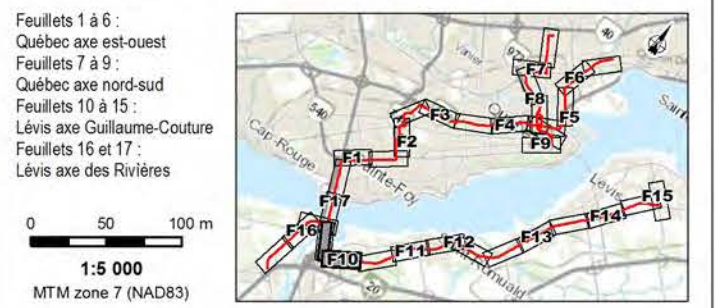 Feuillets 1 à 6 :
Québec axe est-ouest
Feuillets 7 à 9 :
Québec axe nord-sud
Feuillets 10 à 15 :
Lévis axe Guillaume-Couture
Feuillets 16 et 17 :
Lévis axe des Rivières
0 50 100 m
1:5 000
MTM zone 7 (NAD83)
40
Vanier
973
F7
F6
F8
540
F3
F4
F5
F9
Cap-Rouge
F2
F1
Sainte-Foy
Lévis
F17
F15
F16
F14
F13
F12
F11
F10
20